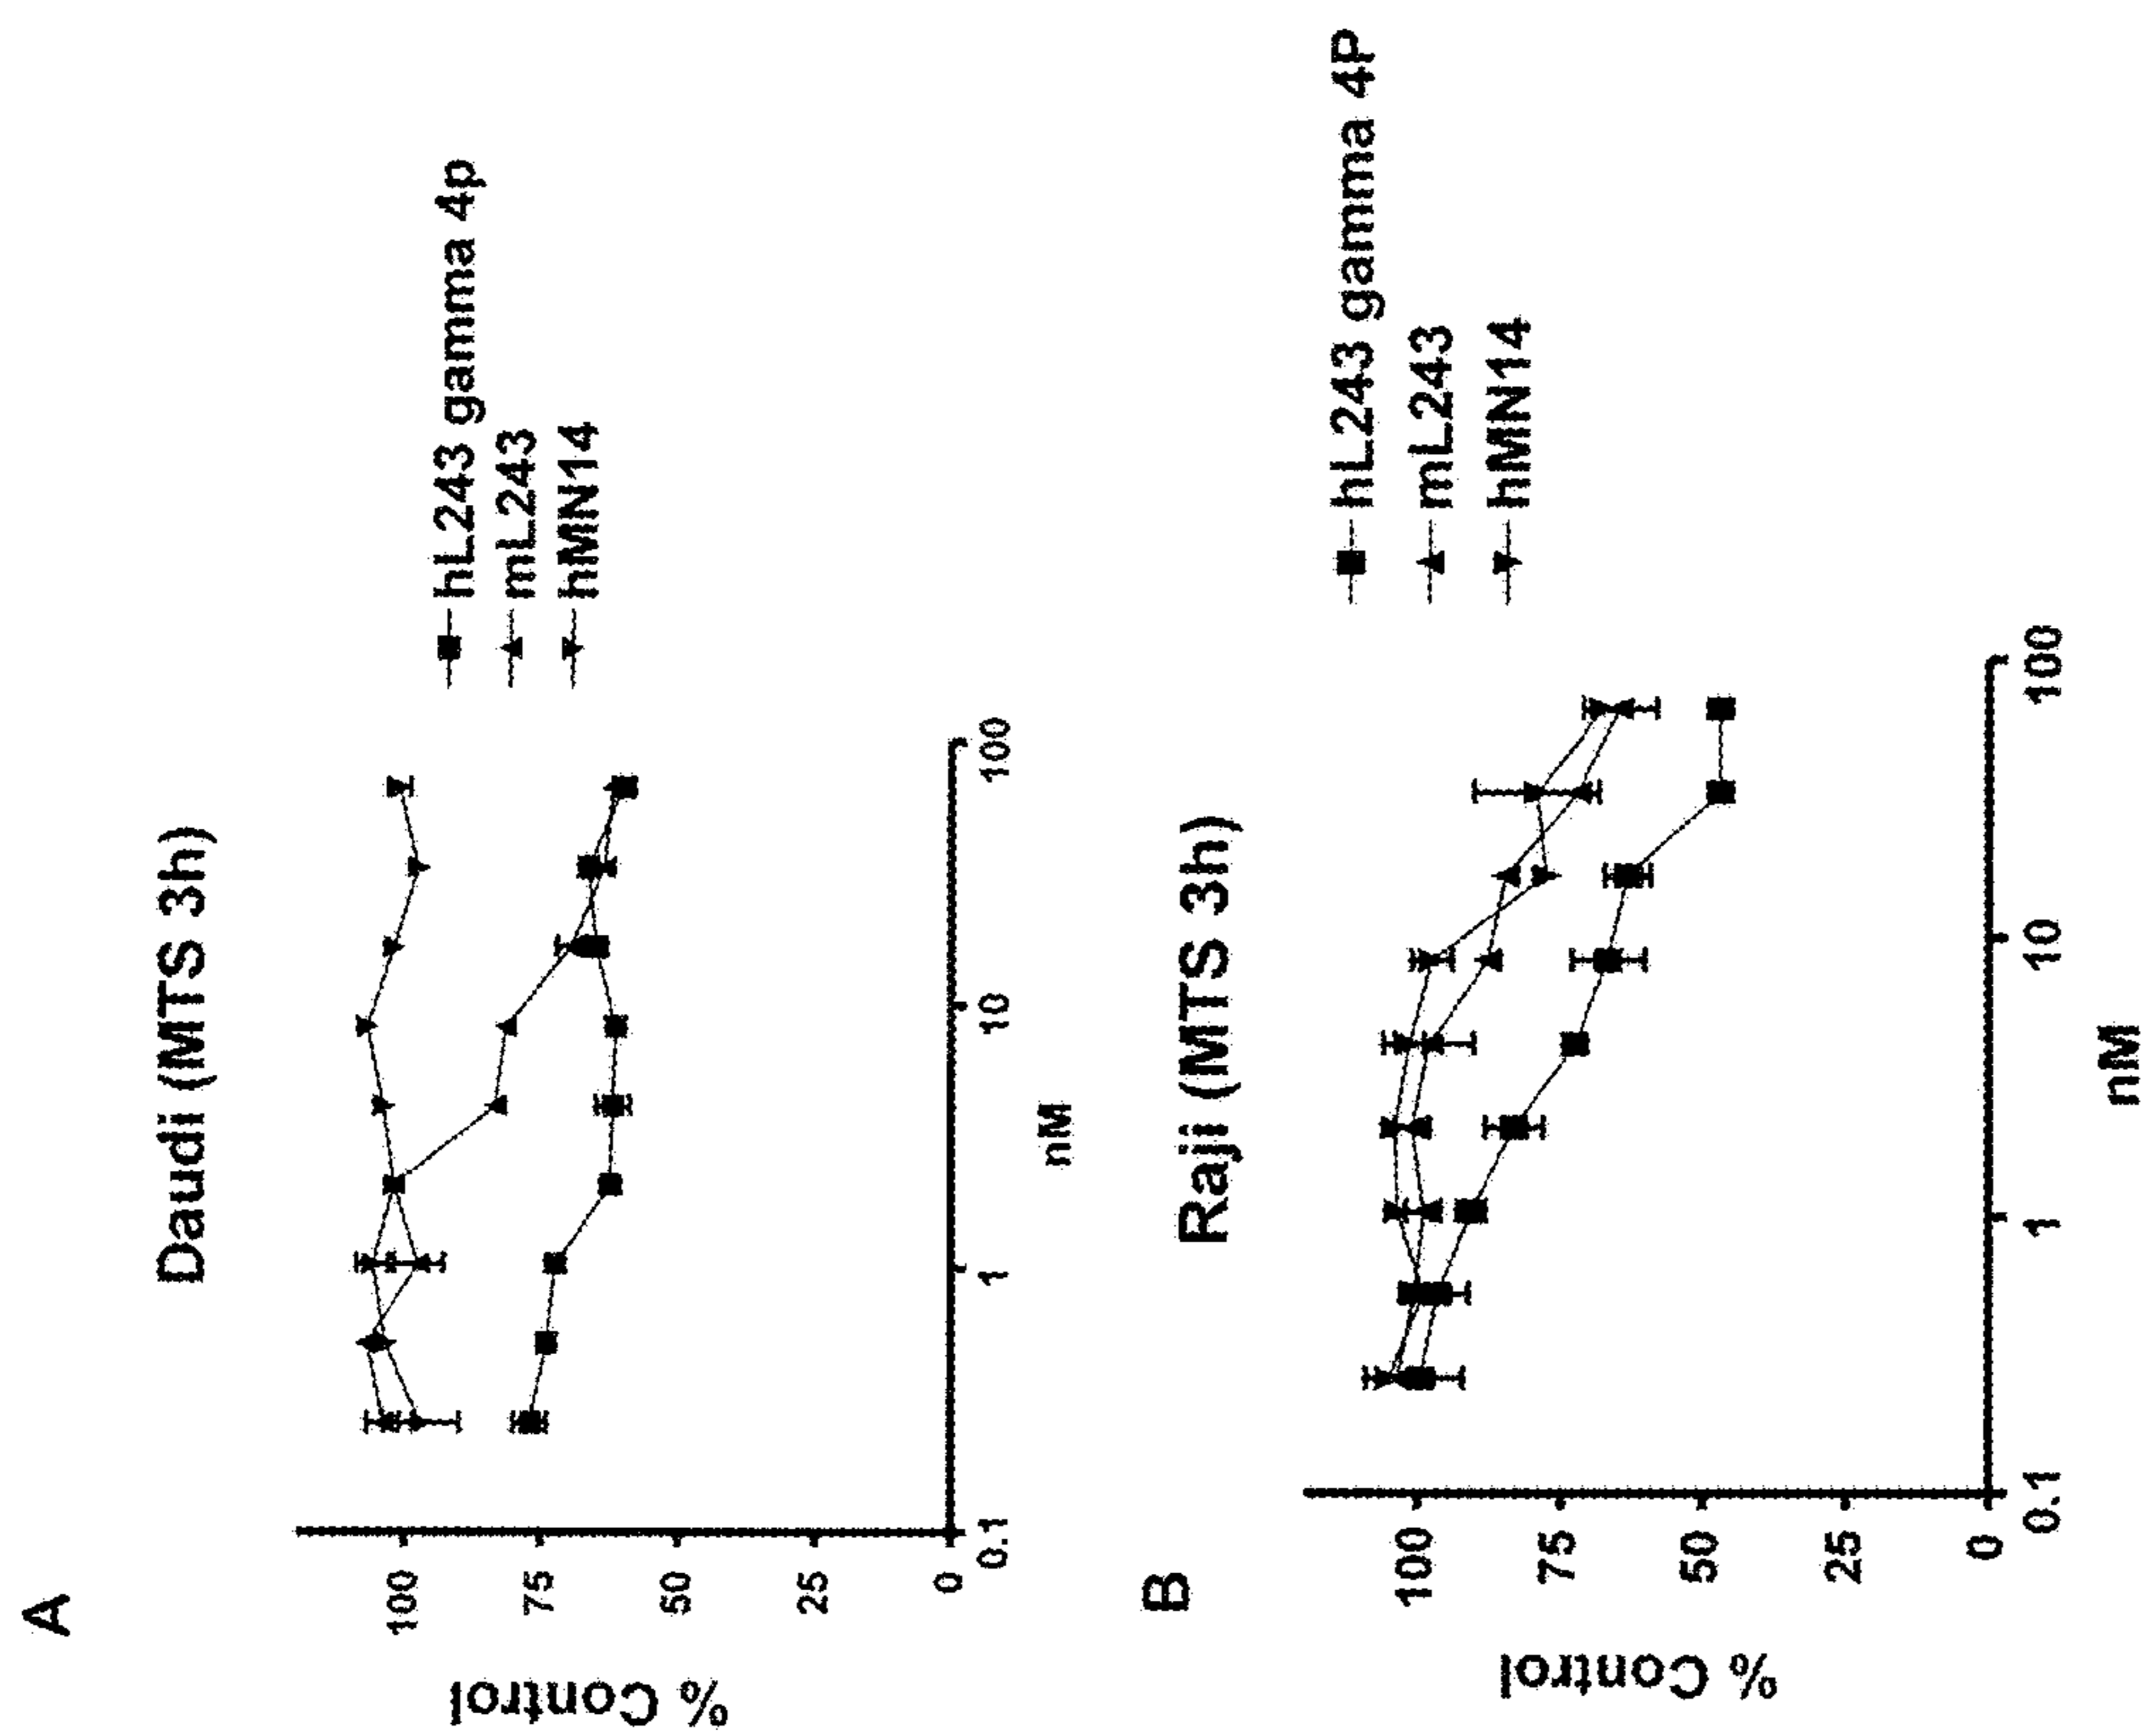 A
Daudi (MTS 3h)
% Control
100
75
50
25
0
0.1
1
10
100
nM
hL243 gamma 4p
mL243
hMN14
B
Raji (MTS 3h)
% Control
100
75
50
25
0
0.1
1
10
100
nM
hL243 gamma 4P
mL243
hMN14